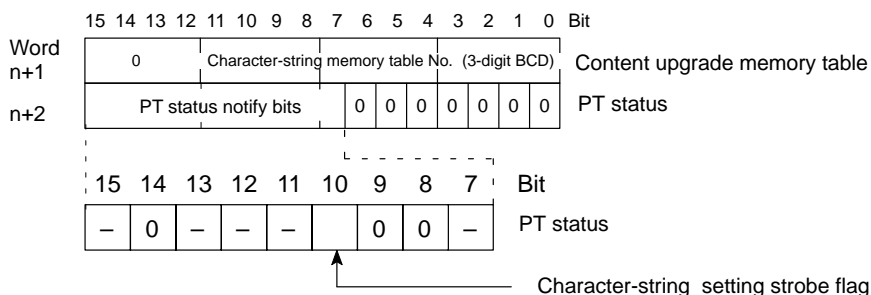 15 14 13 12 11 10 9 8 7 6 5 4 3 2 1 0 Bit
Word
n+1
0 Character-string memory table No. (3-digit BCD) Content upgrade memory table
n+2 PT status notify bits 0 0 0 0 0 0 0 PT status
15 14 13 12 11 10 9 8 7 Bit
– 0 – – – 0 0 – PT status
Character-string setting strobe flag